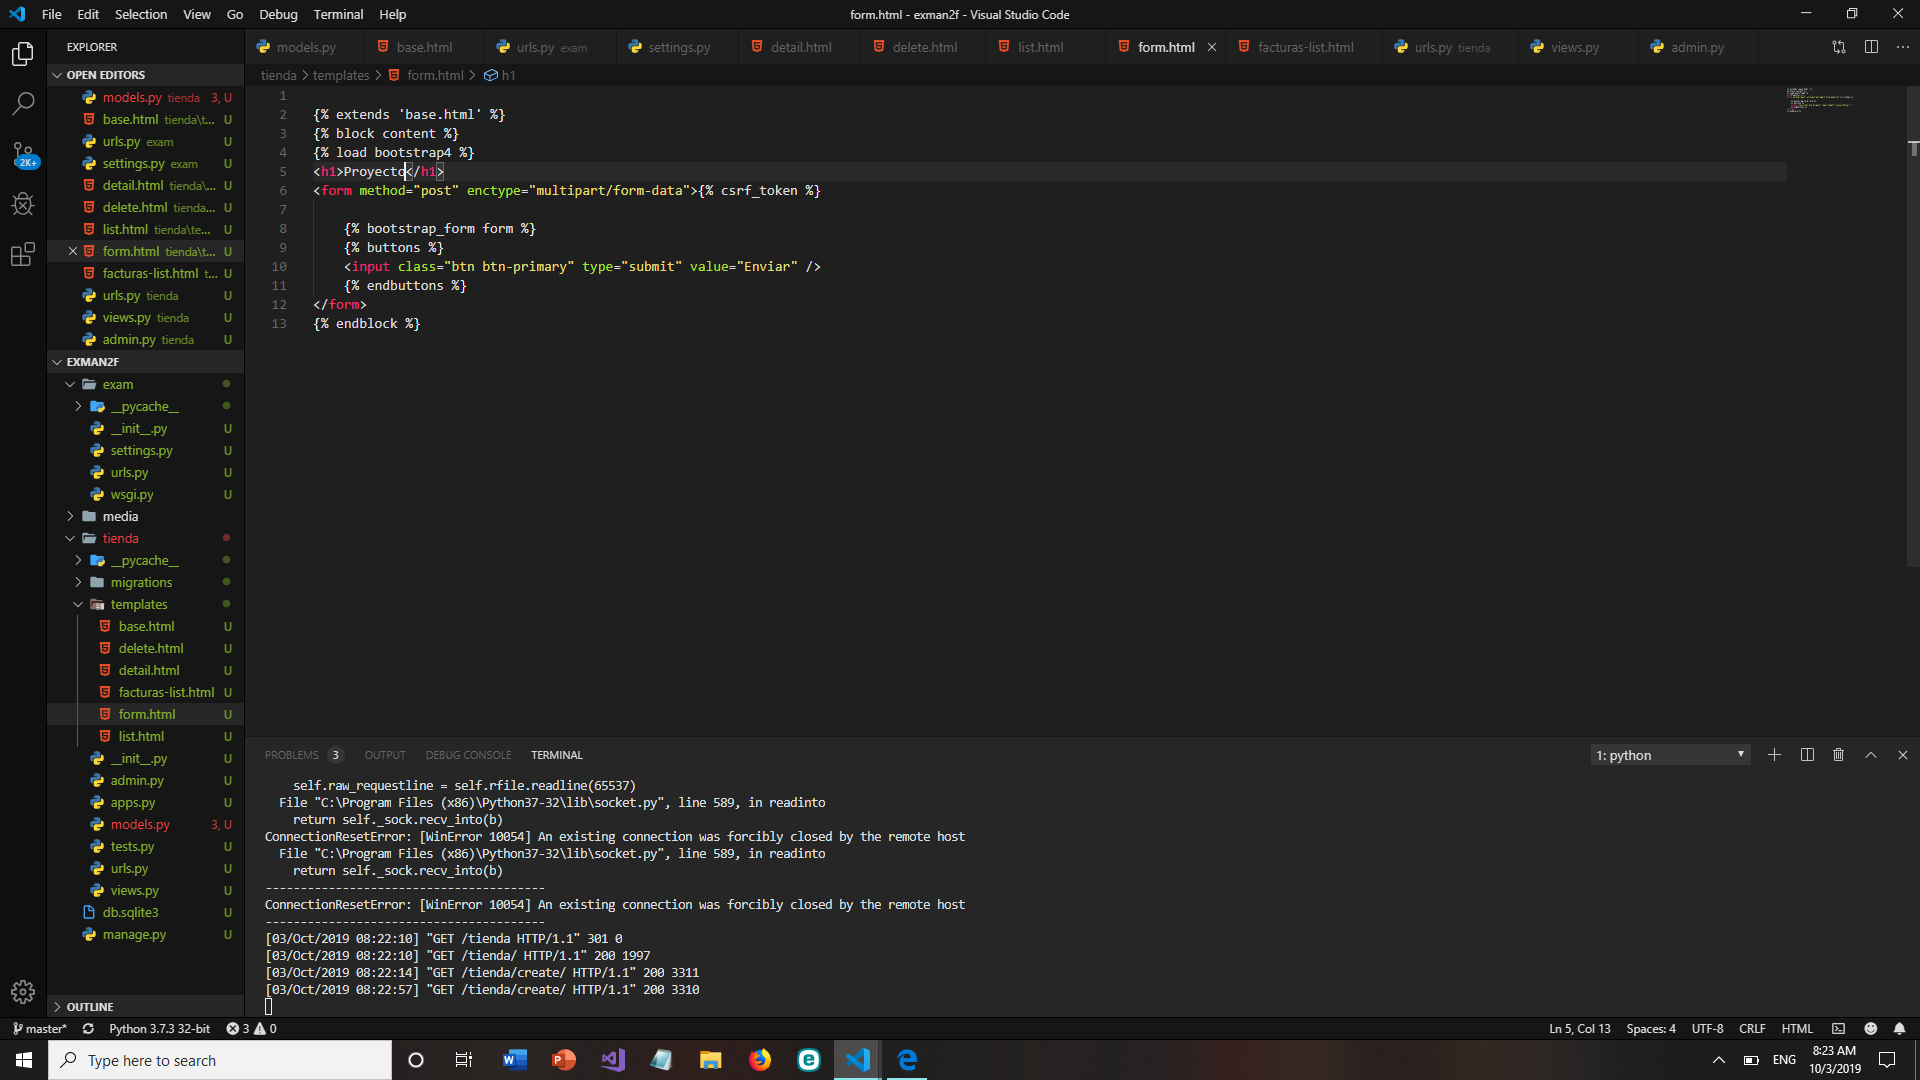 File Edit Selection View Go Debug Terminal Help
form.html - exman2f - Visual Studio Code
EXPLORER
OPEN EDITORS
models.py tienda 3, U
base.html tienda\t... U
urls.py exam U
settings.py exam U
detail.html tienda\... U
delete.html tienda... U
list.html tienda\te... U
form.html tienda\t... U
facturas-list.html t... U
urls.py tienda U
views.py tienda U
admin.py tienda U
EXMAN2F
exam
__pycache__
__init__.py U
settings.py U
urls.py U
wsgi.py U
media
tienda
__pycache__
migrations
templates
base.html U
delete.html U
detail.html U
facturas-list.html U
form.html U
list.html U
__init__.py U
admin.py U
apps.py U
models.py 3, U
tests.py U
urls.py U
views.py U
db.sqlite3 U
manage.py U
OUTLINE
2K+
models.py base.html urls.py exam settings.py detail.html delete.html list.html form.html facturas-list.html urls.py tienda views.py admin.py
tienda > templates > form.html > h1
1
2 {% extends 'base.html' %}
3 {% block content %}
4 {% load bootstrap4 %}
5 <h1>Proyecto</h1>
6 <form method="post" enctype="multipart/form-data">{% csrf_token %}
7
8 {% bootstrap_form form %}
9 {% buttons %}
10 <input class="btn btn-primary" type="submit" value="Enviar" />
11 {% endbuttons %}
12 </form>
13 {% endblock %}
PROBLEMS 3 OUTPUT DEBUG CONSOLE TERMINAL
1: python
self.raw_requestline = self.rfile.readline(65537)
File "C:\Program Files (x86)\Python37-32\lib\socket.py", line 589, in readinto
return self._sock.recv_into(b)
ConnectionResetError: [WinError 10054] An existing connection was forcibly closed by the remote host
File "C:\Program Files (x86)\Python37-32\lib\socket.py", line 589, in readinto
return self._sock.recv_into(b)
----------------------------------------
ConnectionResetError: [WinError 10054] An existing connection was forcibly closed by the remote host
----------------------------------------
[03/Oct/2019 08:22:10] "GET /tienda HTTP/1.1" 301 0
[03/Oct/2019 08:22:10] "GET /tienda/ HTTP/1.1" 200 1997
[03/Oct/2019 08:22:14] "GET /tienda/create/ HTTP/1.1" 200 3311
[03/Oct/2019 08:22:57] "GET /tienda/create/ HTTP/1.1" 200 3310
master* Python 3.7.3 32-bit 3 0
Ln 5, Col 13 Spaces: 4 UTF-8 CRLF HTML
Type here to search
ENG
8:23 AM
10/3/2019